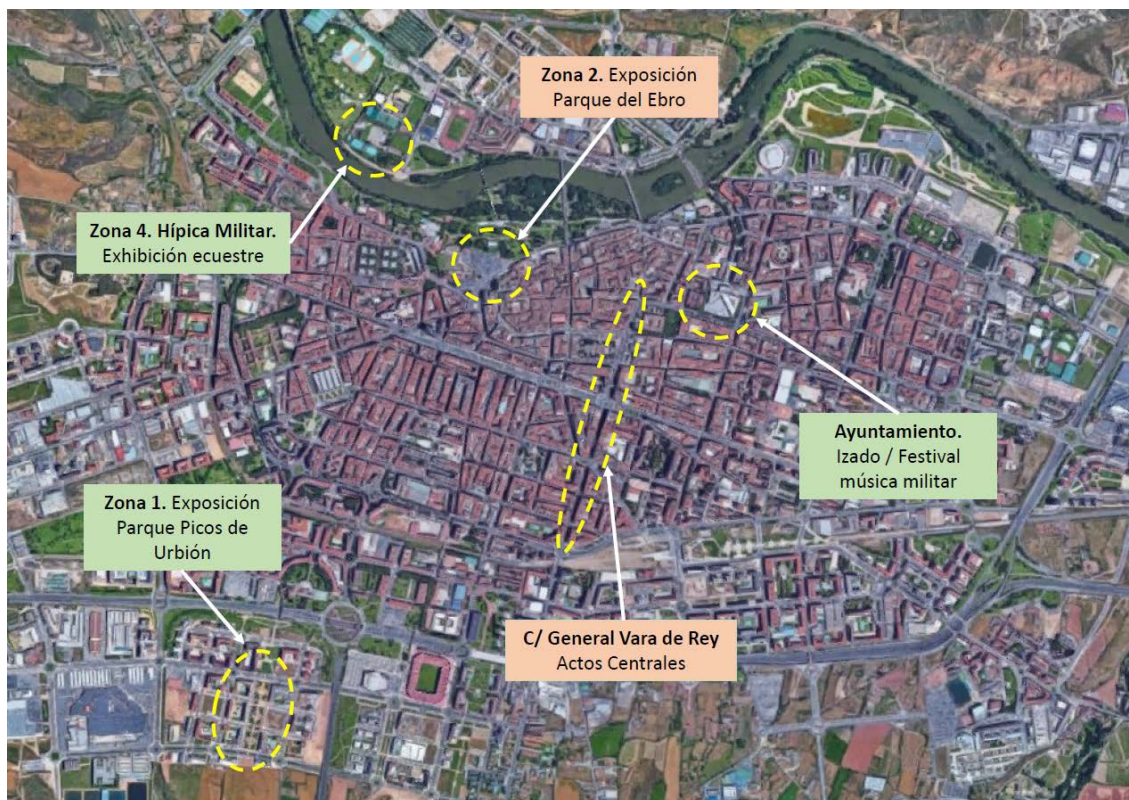 Zona 2. Exposición
Parque del Ebro
Zona 4. Hípica Militar.
Exhibición ecuestre
Ayuntamiento.
Izado / Festival
música militar
Zona 1. Exposición
Parque Picos de
Urbión
C/ General Vara de Rey
Actos Centrales